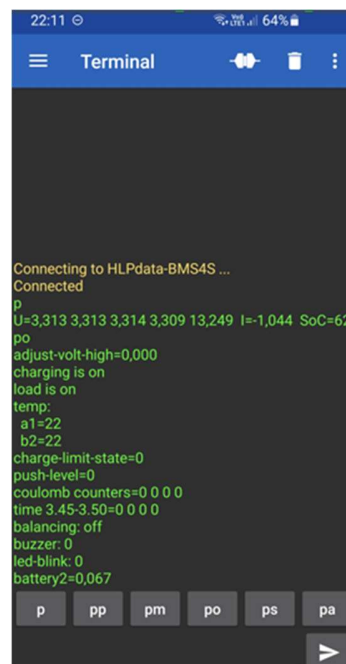 22:11
64%
Terminal
Connecting to HLPdata-BMS4S ...
Connected
p
U=3,313 3,313 3,314 3,309 13,249 I=-1,044 SoC=62
po
adjust-volt-high=0,000
charging is on
load is on
temp:
a1=22
b2=22
charge-limit-state=0
push-level=0
coulomb counters=0 0 0 0
time 3.45-3.50=0 0 0 0
balancing: off
buzzer: 0
led-blink: 0
battery2=0,067
p pp pm po ps pa